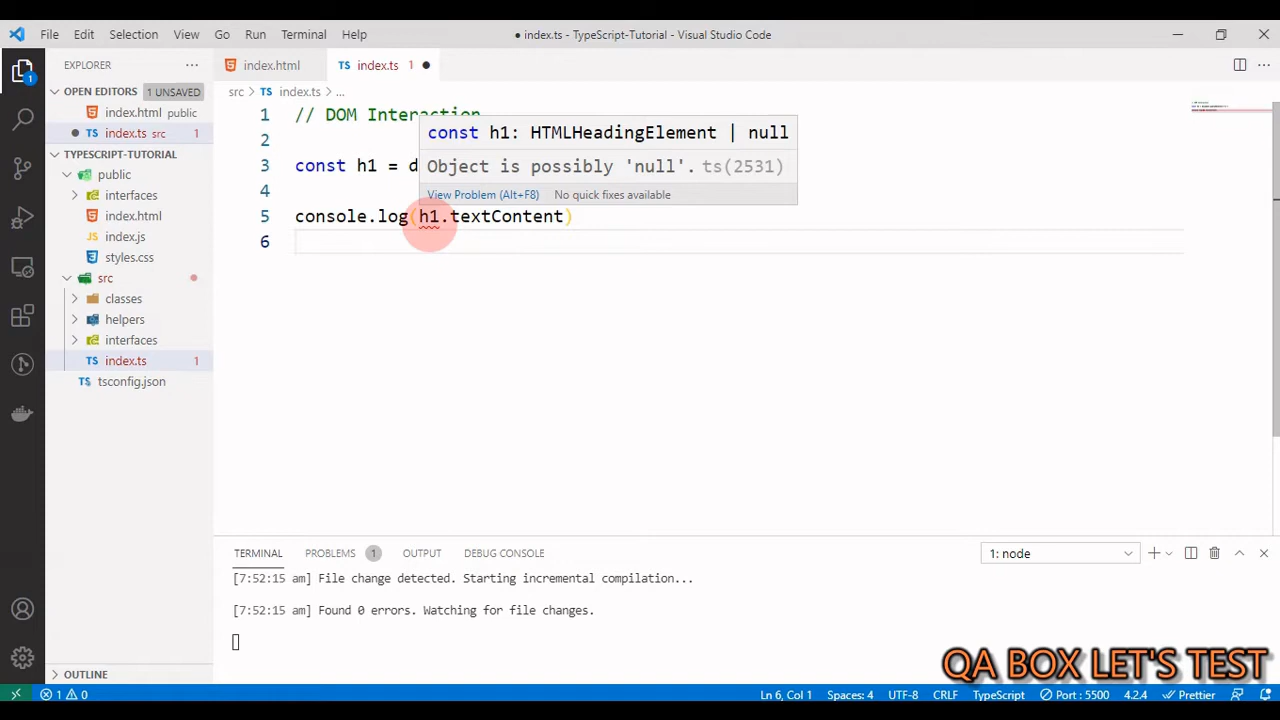 File Edit Selection View Go Run Terminal Help
● index.ts - TypeScript-Tutorial - Visual Studio Code
EXPLORER
index.html
TS index.ts 1
OPEN EDITORS 1 UNSAVED
index.html public
index.ts src 1
TYPESCRIPT-TUTORIAL
public
interfaces
index.html
index.js
styles.css
src
classes
helpers
interfaces
TS index.ts 1
TS tsconfig.json
OUTLINE
1
src > TS index.ts > ...
1 // DOM Interaction
2
3 const h1 = d
4
5 console.log(h1.textContent)
6
const h1: HTMLHeadingElement | null
Object is possibly 'null'. ts(2531)
View Problem (Alt+F8) No quick fixes available
TERMINAL PROBLEMS 1 OUTPUT DEBUG CONSOLE
1: node
[7:52:15 am] File change detected. Starting incremental compilation...
[7:52:15 am] Found 0 errors. Watching for file changes.
QA BOX LET'S TEST
1 0
Ln 6, Col 1 Spaces: 4 UTF-8 CRLF TypeScript Port : 5500 4.2.4 Prettier